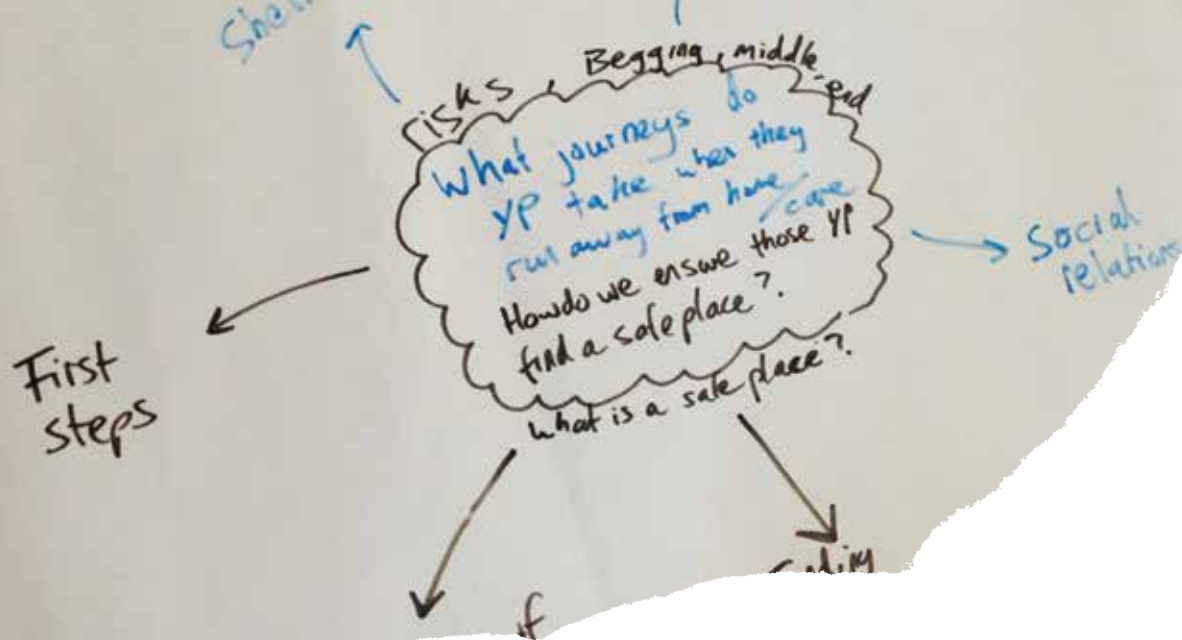 risks
Begging, middle, end
What journeys do
YP take when they
run away from home/care
How do we ensure those YP
find a safe place?
What is a safe place?
Social
relations
First
steps